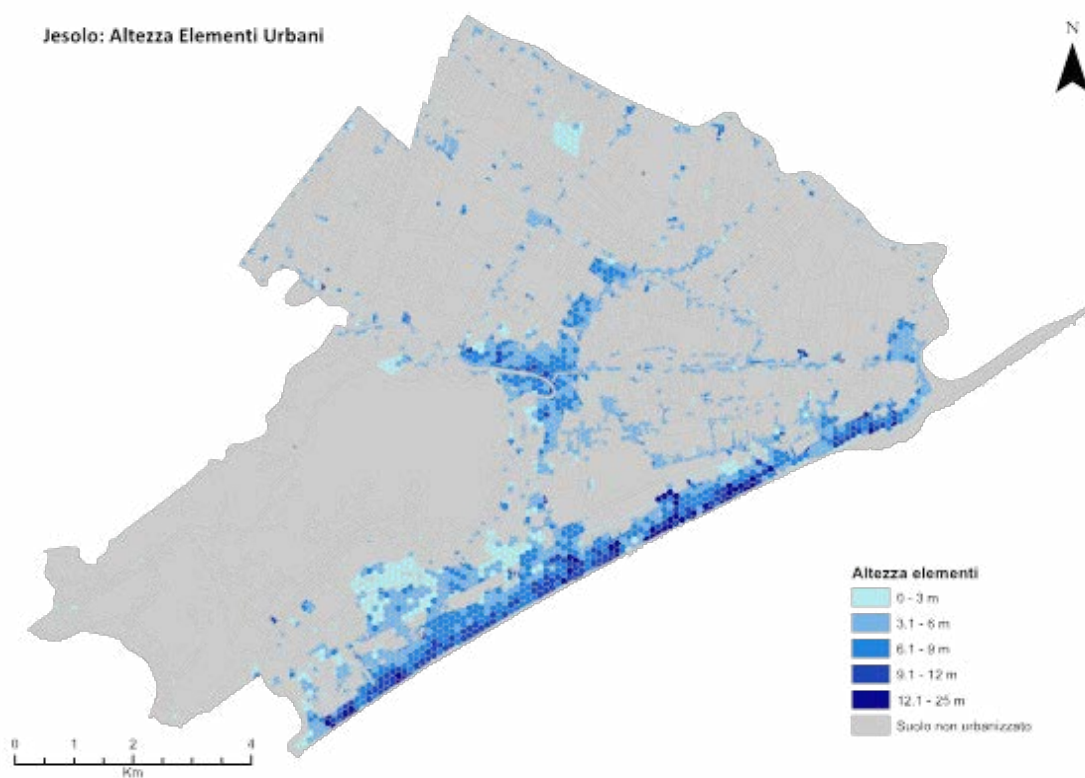 Jesolo: Altezza Elementi Urbani
N
Altezza elementi
0 - 3 m
3.1 - 6 m
6.1 - 9 m
9.1 - 12 m
12.1 - 25 m
Suolo non urbanizzato
0 1 2 4
Km